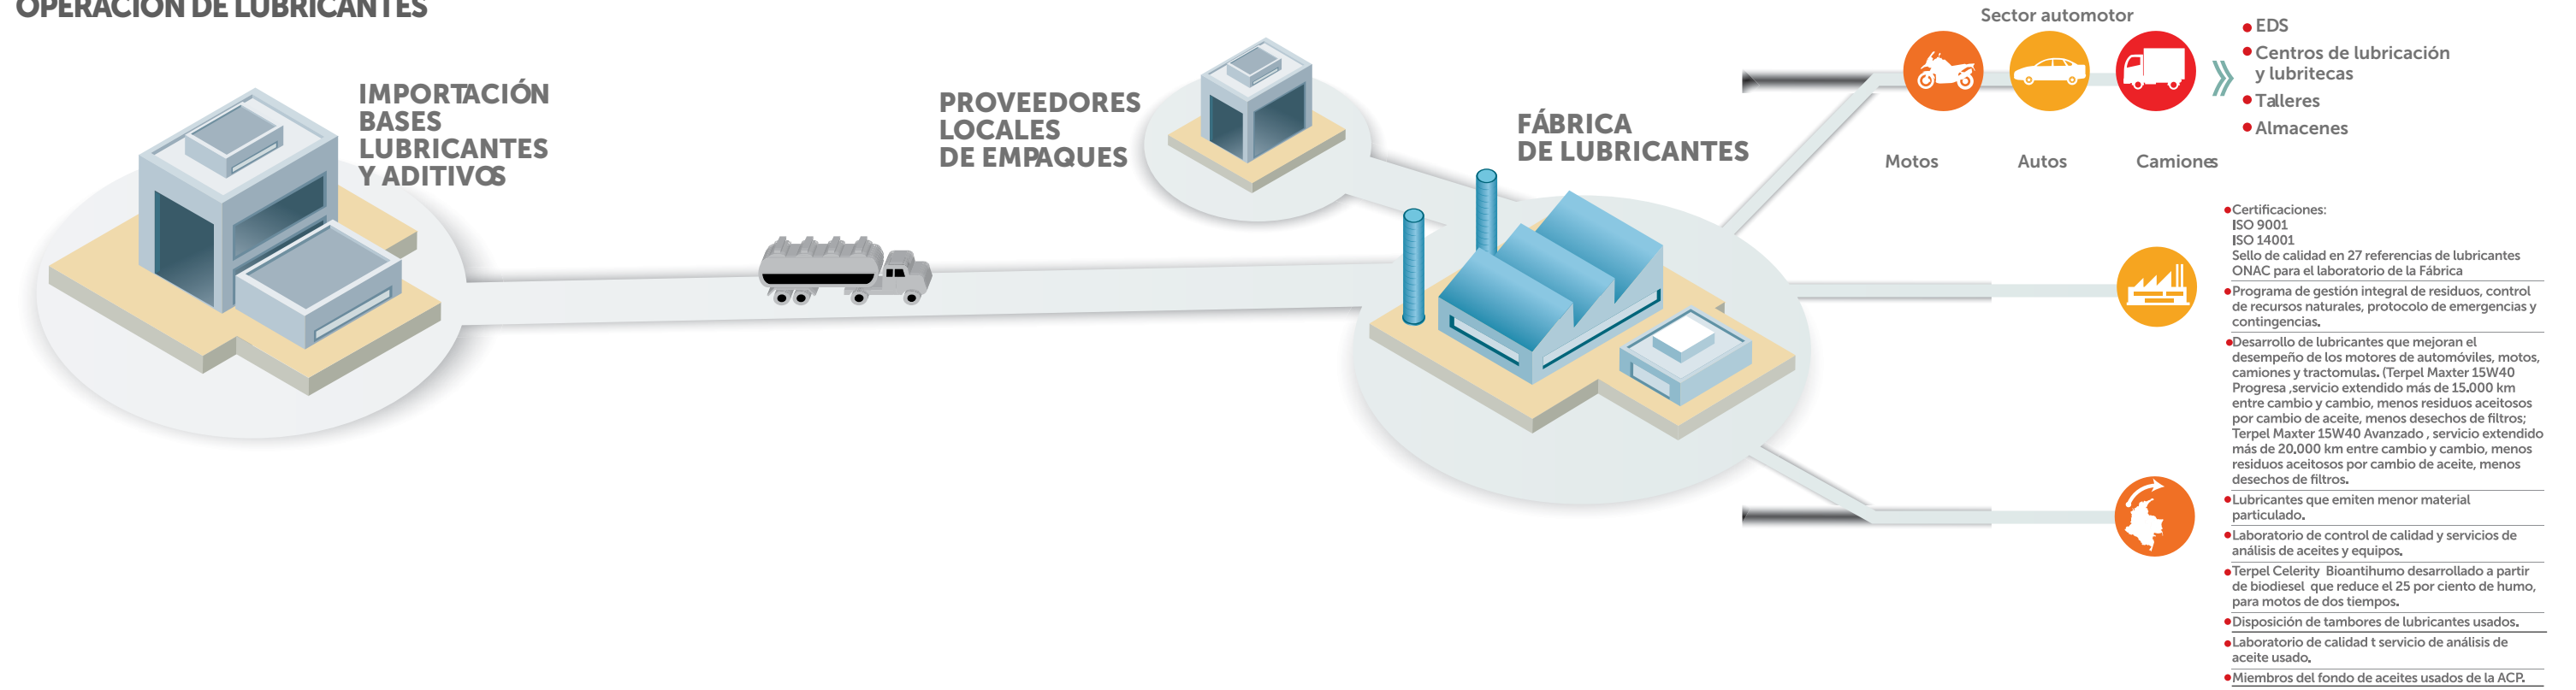 OPERACIÓN DE LUBRICANTES
IMPORTACIÓN
BASES
LUBRICANTES
Y ADITIVOS
PROVEEDORES
LOCALES
DE EMPAQUES
FÁBRICA
DE LUBRICANTES
Sector automotor
Motos
Autos
Camiones
EDS
Centros de lubricación
y lubritecas
Talleres
Almacenes
Certificaciones:
ISO 9001
ISO 14001
Sello de calidad en 27 referencias de lubricantes
ONAC para el laboratorio de la Fábrica
Programa de gestión integral de residuos, control
de recursos naturales, protocolo de emergencias y
contingencias.
Desarrollo de lubricantes que mejoran el
desempeño de los motores de automóviles, motos,
camiones y tractomulas. (Terpel Maxter 15W40
Progresa ,servicio extendido más de 15.000 km
entre cambio y cambio, menos residuos aceitosos
por cambio de aceite, menos desechos de filtros;
Terpel Maxter 15W40 Avanzado , servicio extendido
más de 20.000 km entre cambio y cambio, menos
residuos aceitosos por cambio de aceite, menos
desechos de filtros.
Lubricantes que emiten menor material
particulado.
Laboratorio de control de calidad y servicios de
análisis de aceites y equipos.
Terpel Celerity Bioantihumo desarrollado a partir
de biodiesel que reduce el 25 por ciento de humo,
para motos de dos tiempos.
Disposición de tambores de lubricantes usados.
Laboratorio de calidad t servicio de análisis de
aceite usado.
Miembros del fondo de aceites usados de la ACP.